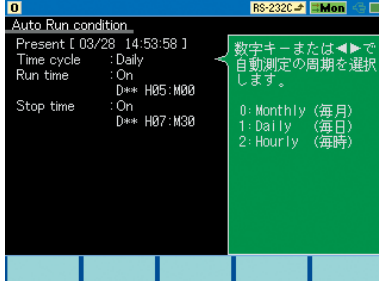 0
RS-232C Mon
Auto Run condition
Present [ 03/28 14:53:58 ]
Time cycle :Daily
Run time :On
D** H05:M00
Stop time :On
D** H07:M30
数字キーまたは◀▶で
自動測定の周期を選択
します。
0:Monthly (毎月)
1:Daily (毎日)
2:Hourly (毎時)